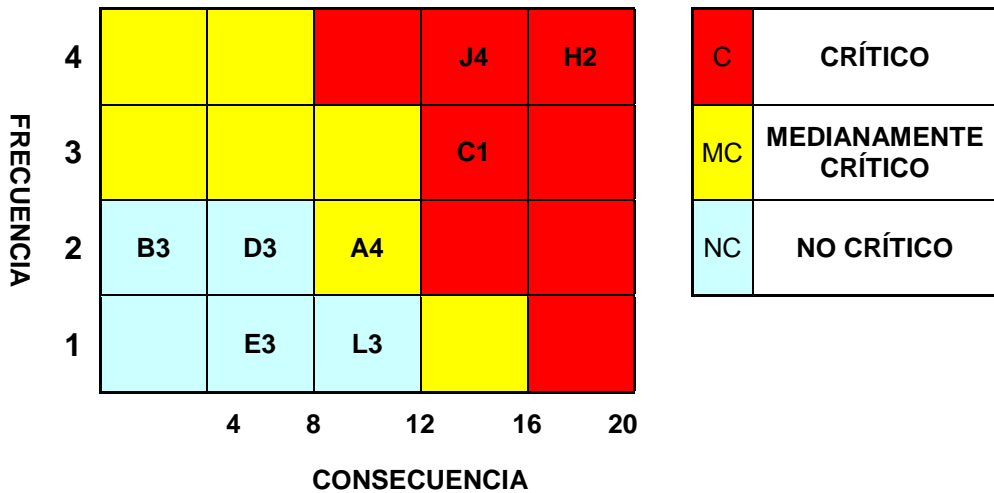 4
J4
H2
3
C1
2
B3
D3
A4
1
E3
L3
4
8
12
16
20
FRECUENCIA
CONSECUENCIA
C
CRÍTICO
MC
MEDIANAMENTE
CRÍTICO
NC
NO CRÍTICO